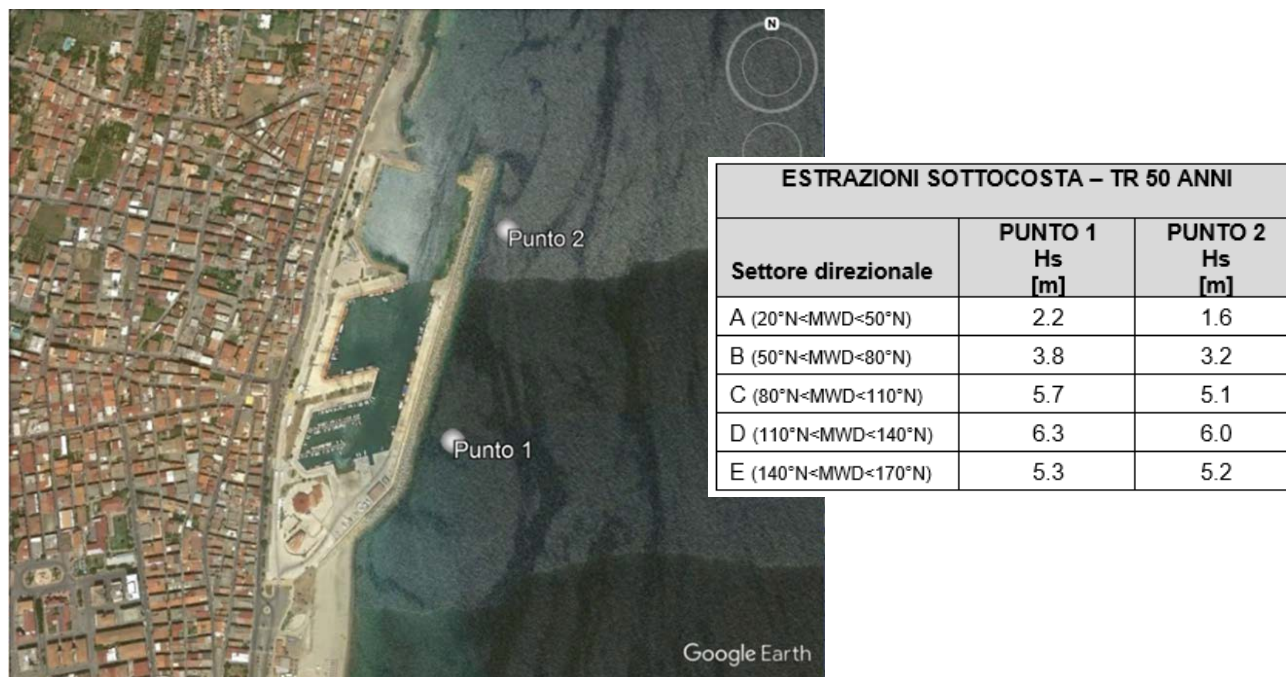 N
Punto 2
Punto 1
Google Earth
ESTRAZIONI SOTTOCOSTA – TR 50 ANNI
Settore direzionale
PUNTO 1
Hs
[m]
PUNTO 2
Hs
[m]
A (20°N<MWD<50°N) 2.2 1.6
B (50°N<MWD<80°N) 3.8 3.2
C (80°N<MWD<110°N) 5.7 5.1
D (110°N<MWD<140°N) 6.3 6.0
E (140°N<MWD<170°N) 5.3 5.2